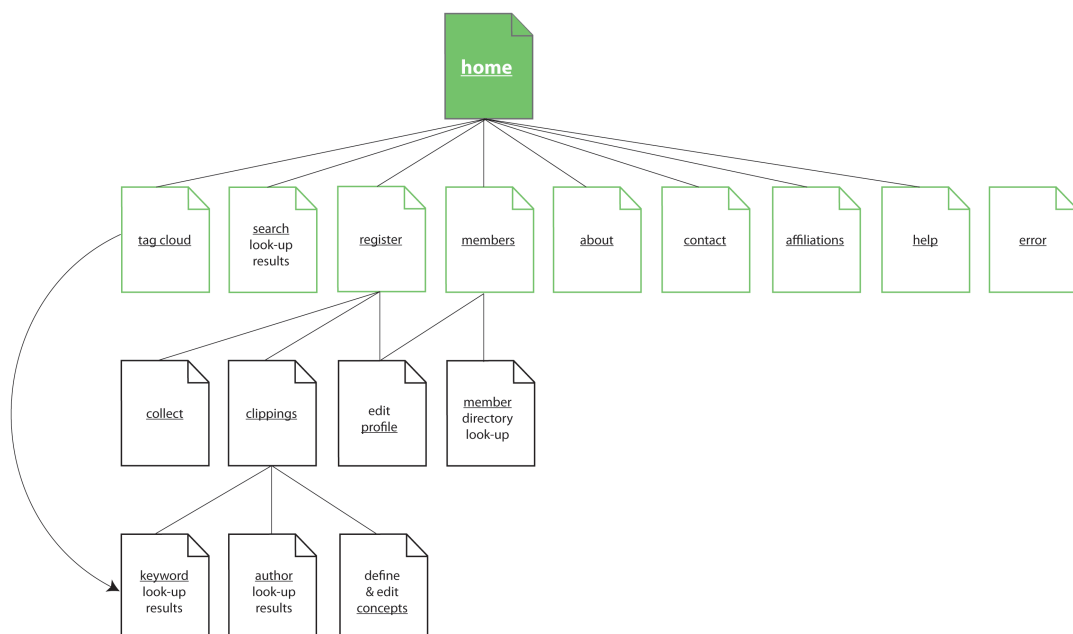 home
tag cloud
search
look-up
results
register
members
about
contact
affiliations
help
error
collect
clippings
edit
profile
member
directory
look-up
keyword
look-up
results
author
look-up
results
define
& edit
concepts